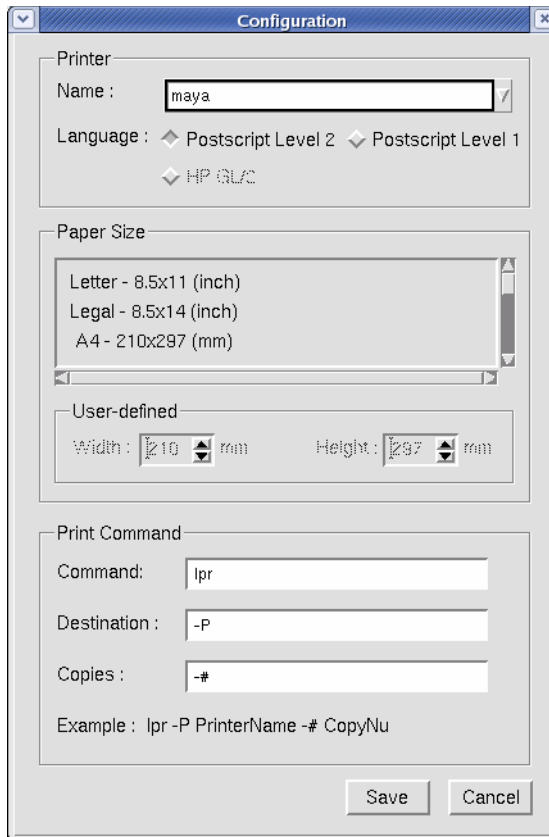 Configuration
Printer
Name : maya
Language : Postscript Level 2 Postscript Level 1
HP GL/2
Paper Size
Letter - 8.5x11 (inch)
Legal - 8.5x14 (inch)
A4 - 210x297 (mm)
User-defined
Width : 210 mm Height : 297 mm
Print Command
Command: lpr
Destination : -P
Copies : -#
Example : lpr -P PrinterName -# CopyNu
Save Cancel